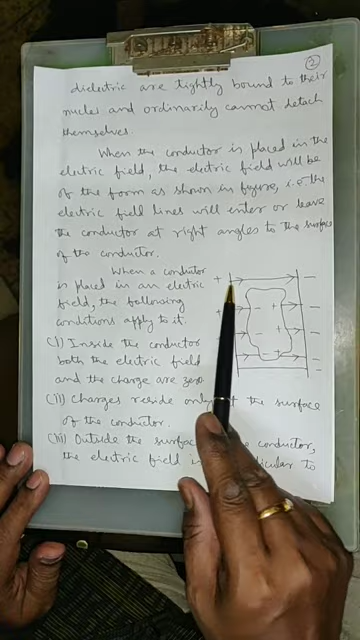 (2)
dielectric are tightly bound to their
nuclei and ordinarily cannot detach
themselves.
When the conductor is placed in the
electric field, the electric field will be
of the form as shown in figure, i.e. the
electric field lines will enter or leave
the conductor at right angles to the surface
of the conductor.
When a conductor
is placed in an electric
field, the following
conditions apply to it.
(i) Inside the conductor
both the electric field
and the charge are zero.
(ii) Charges reside only at the surface
of the conductor.
(iii) Outside the surface conductor,
the electric field is to